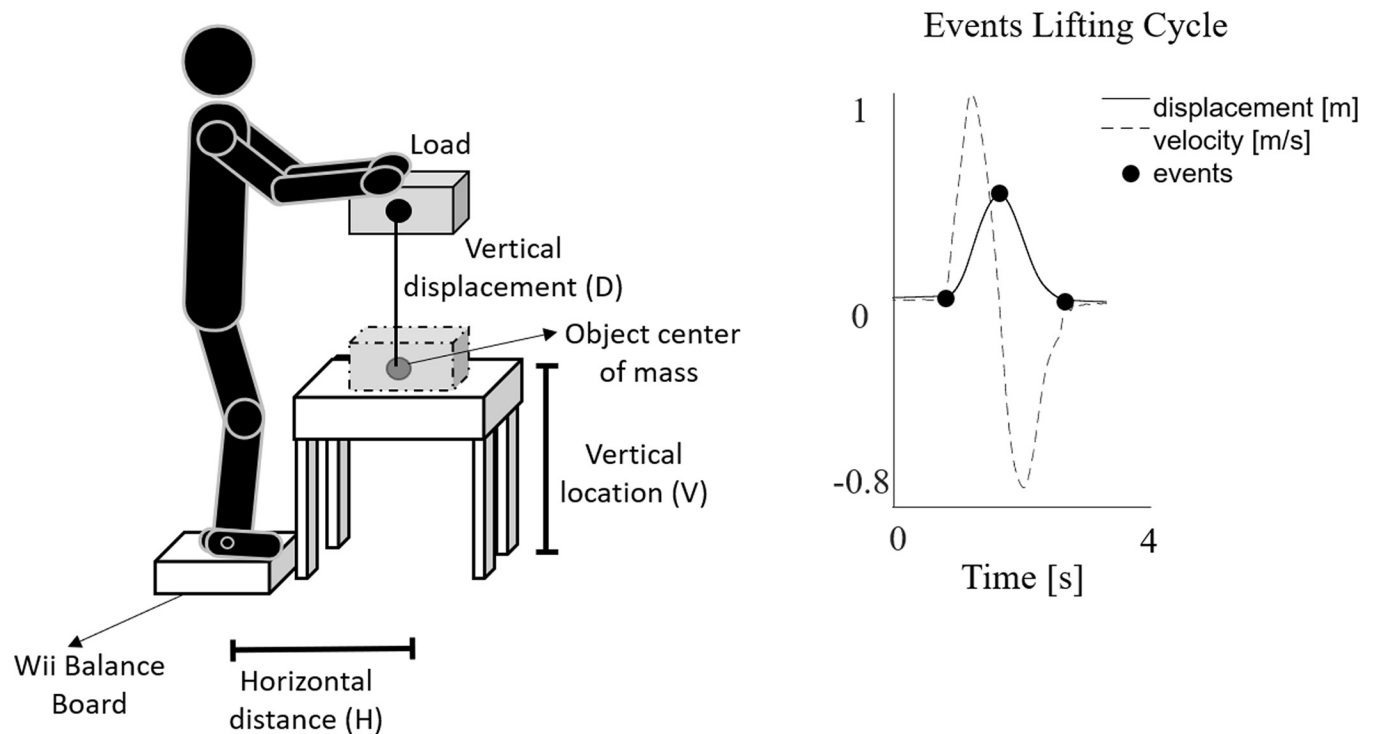 Load
Vertical
displacement (D)
Object center
of mass
Vertical
location (V)
Wii Balance
Board
Horizontal
distance (H)
Events Lifting Cycle
1
0
-0.8
0
4
Time [s]
displacement [m]
velocity [m/s]
events